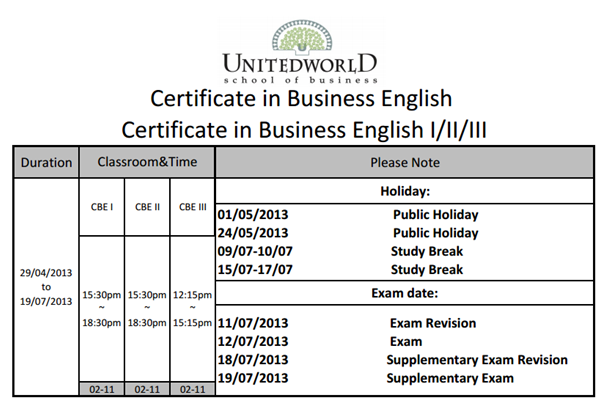 UNITEDWORLD
school of business
Certificate in Business English
Certificate in Business English I/II/III
Duration Classroom&Time Please Note
CBE I CBE II CBE III
Holiday:
01/05/2013 Public Holiday
24/05/2013 Public Holiday
09/07-10/07 Study Break
15/07-17/07 Study Break
29/04/2013
to
19/07/2013
15:30pm
~
18:30pm
15:30pm
~
18:30pm
12:15pm
~
15:15pm
Exam date:
11/07/2013 Exam Revision
12/07/2013 Exam
18/07/2013 Supplementary Exam Revision
19/07/2013 Supplementary Exam
02-11 02-11 02-11